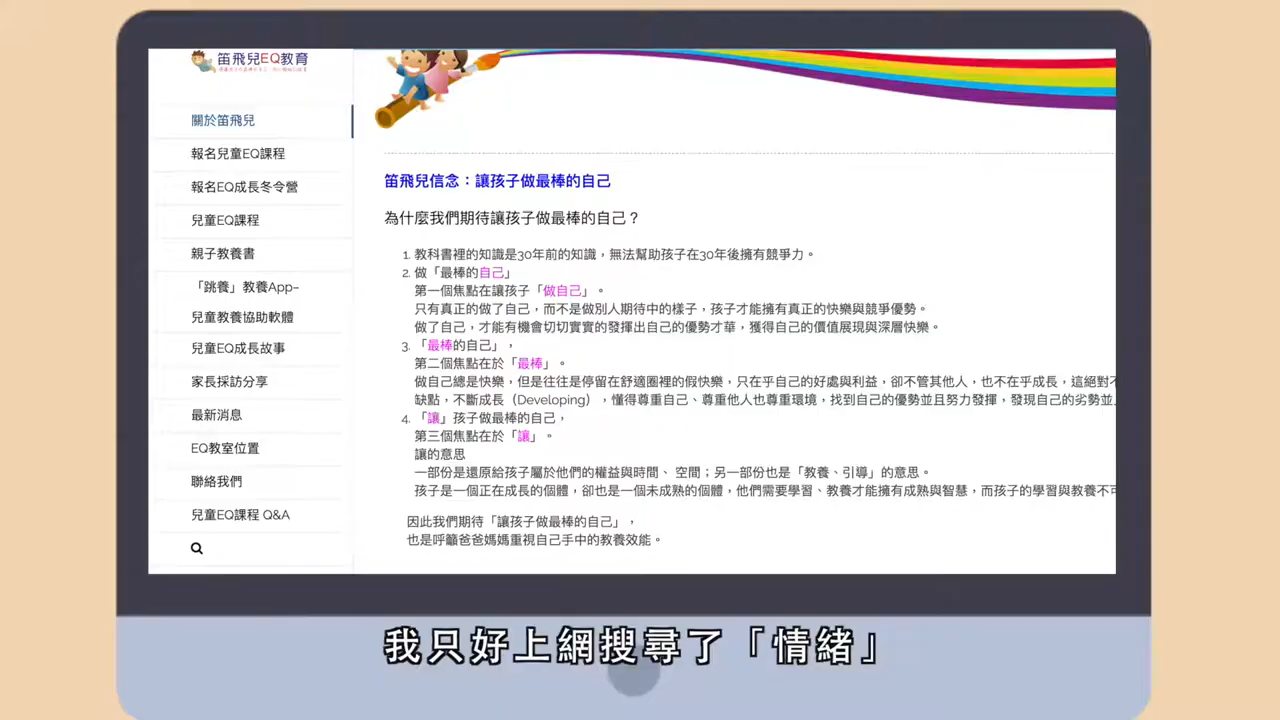 笛飛兒EQ教育
關於笛飛兒
報名兒童EQ課程
報名EQ成長冬令營
兒童EQ課程
親子教養書
「跳養」教養App–
兒童教養協助軟體
兒童EQ成長故事
家長採訪分享
最新消息
EQ教室位置
聯絡我們
兒童EQ課程 Q&A
笛飛兒信念：讓孩子做最棒的自己
為什麼我們期待讓孩子做最棒的自己？
1. 教科書裡的知識是30年前的知識，無法幫助孩子在30年後擁有競爭力。
2. 做「最棒的自己」
第一個焦點在讓孩子「做自己」。
只有真正的做了自己，而不是做別人期待中的樣子，孩子才能擁有真正的快樂與競爭優勢。
做了自己，才能有機會切切實實的發揮出自己的優勢才華，獲得自己的價值展現與深層快樂。
3. 「最棒的自己」，
第二個焦點在於「最棒」。
做自己總是快樂，但是往往是停留在舒適圈裡的假快樂，只在乎自己的好處與利益，卻不管其他人，也不在乎成長，這絕對不
缺點，不斷成長（Developing），懂得尊重自己、尊重他人也尊重環境，找到自己的優勢並且努力發揮，發現自己的劣勢並
4. 「讓」孩子做最棒的自己，
第三個焦點在於「讓」。
讓的意思
一部份是還原給孩子屬於他們的權益與時間、 空間；另一部份也是「教養、引導」的意思。
孩子是一個正在成長的個體，卻也是一個未成熟的個體，他們需要學習、教養才能擁有成熟與智慧，而孩子的學習與教養不可
因此我們期待「讓孩子做最棒的自己」，
也是呼籲爸爸媽媽重視自己手中的教養效能。
我只好上網搜尋了「情緒」